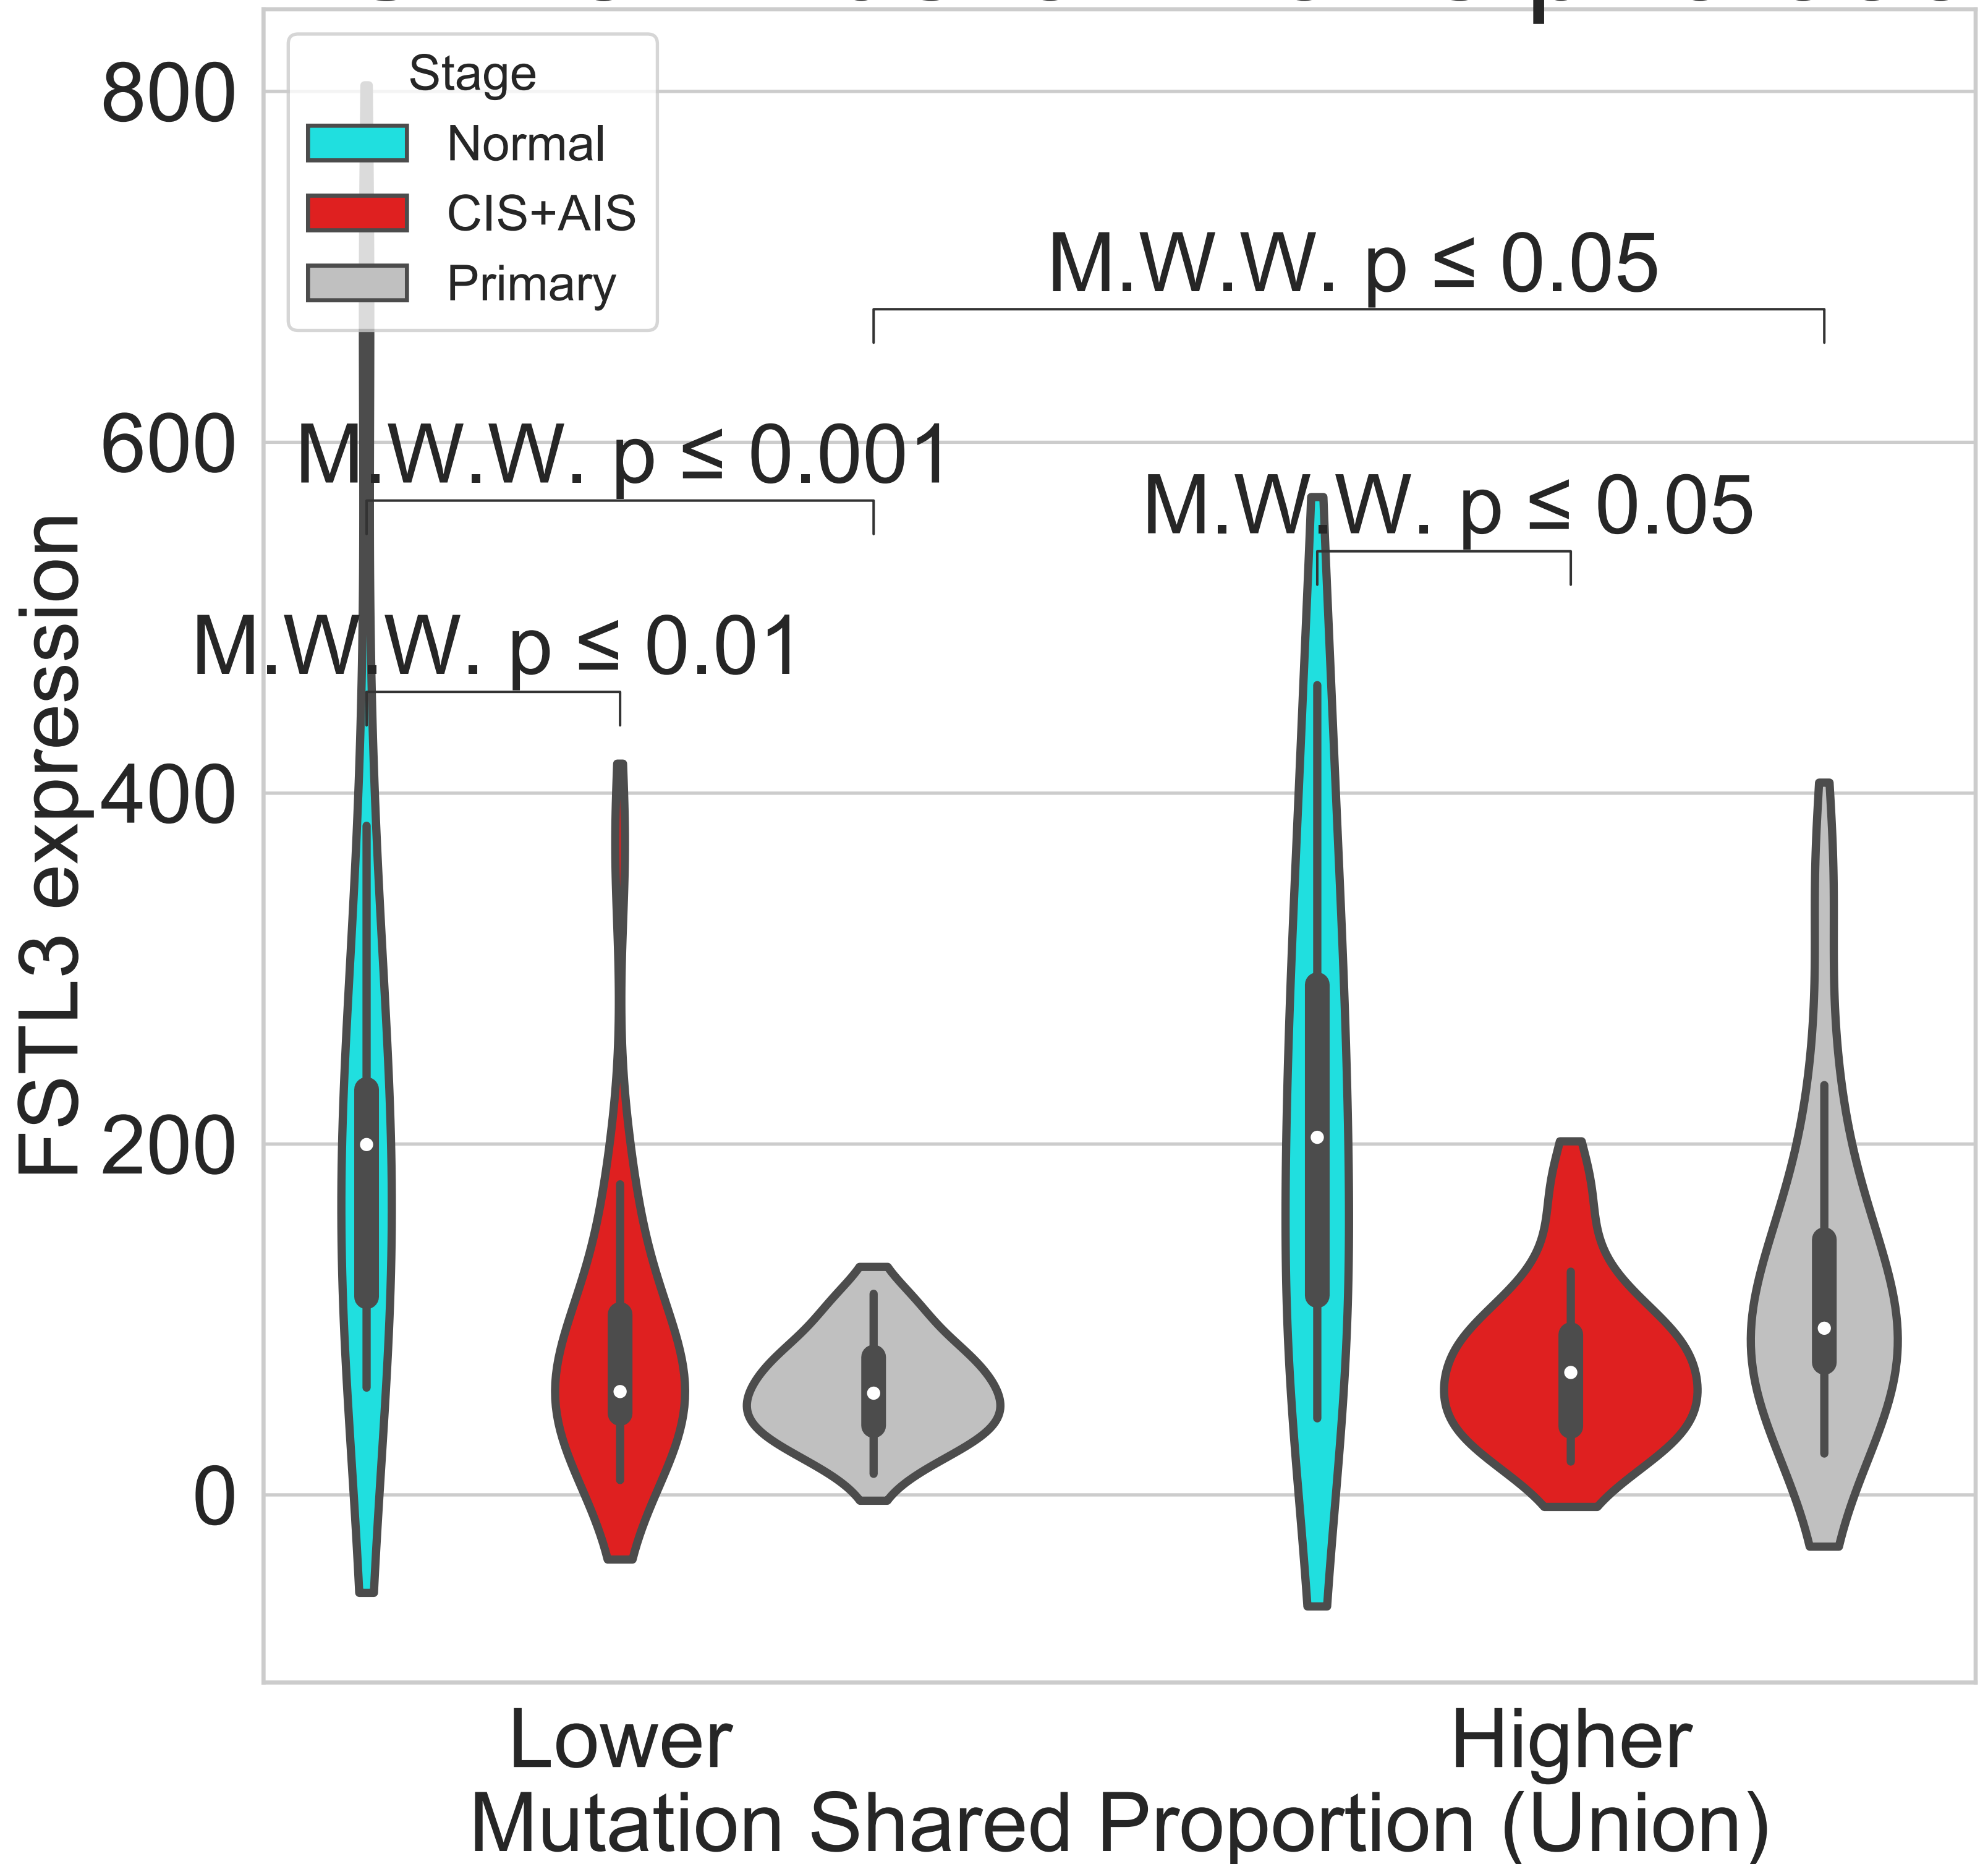 Stage
Normal
CIS+AIS
Primary
800
600
400
200
0
FSTL3 expression
M.W.W. p ≤ 0.05
M.W.W. p ≤ 0.001
M.W.W. p ≤ 0.05
M.W.W. p ≤ 0.01
Lower
Higher
Mutation Shared Proportion (Union)